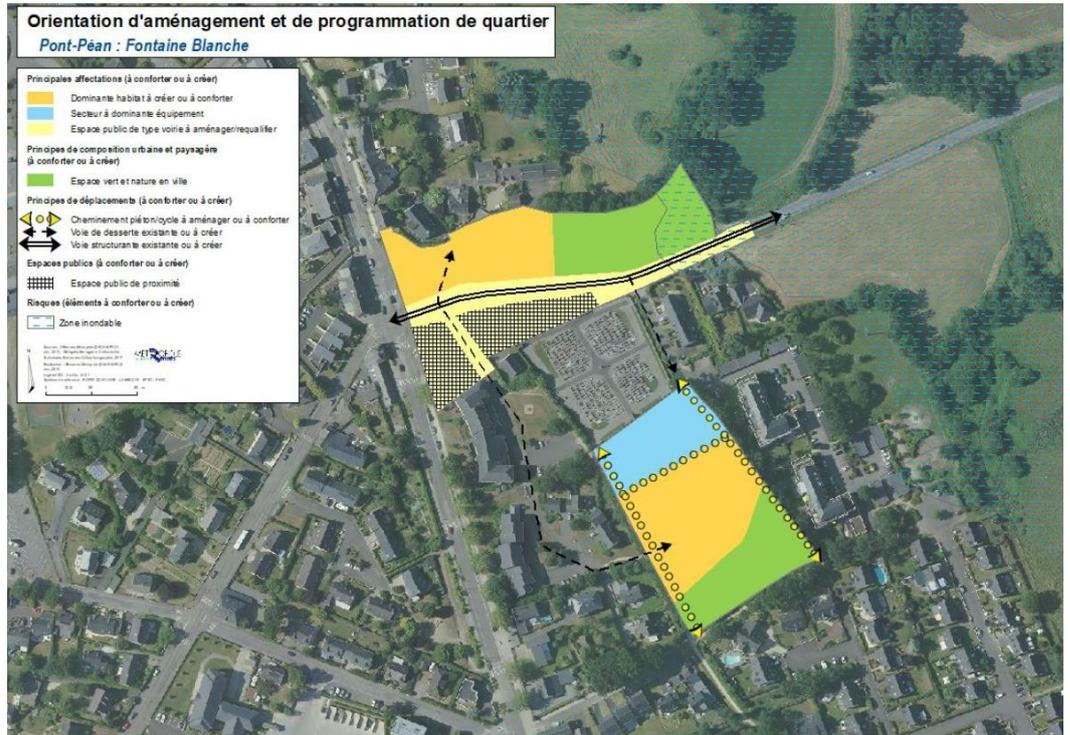 Orientation d'aménagement et de programmation de quartier
Pont-Péan : Fontaine Blanche
Principales affectations (à conforter ou à créer)
Dominante habitat à créer ou à conforter
Secteur à dominante équipement
Espace public de type voirie à aménager/requalifier
Principes de composition urbaine et paysagère
(à conforter ou à créer)
Espace vert et nature en ville
Principes de déplacements (à conforter ou à créer)
Cheminement piéton/cycle à aménager ou à conforter
Voie de desserte existante ou à créer
Voie structurante existante ou à créer
Espaces publics (à conforter ou à créer)
Espace public de proximité
Risques (éléments à conforter ou à créer)
Zone inondable